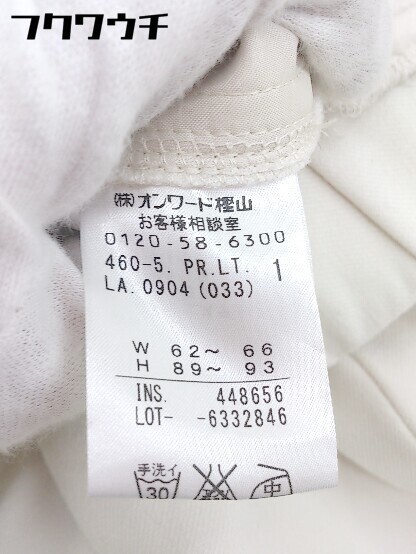 フクワウチ
㈱オンワード樫山
お客様相談室
0120-58-6300
460-5. PR.LT. 1
LA.0904(033)
W 62～ 66
H 89～ 93
INS. 448656
LOT- -6332846
手洗イ
30
中